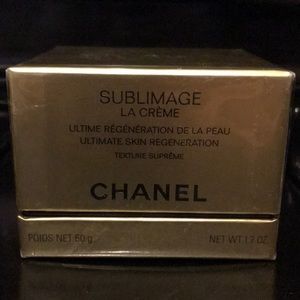 SUBLIMAGE
LA CRÈME
ULTIME RÉGÉNÉRATION DE LA PEAU
ULTIMATE SKIN REGENERATION
TEXTURE SUPRÊME
CHANEL
POIDS NET 50 g NET WT. 1.7 OZ.